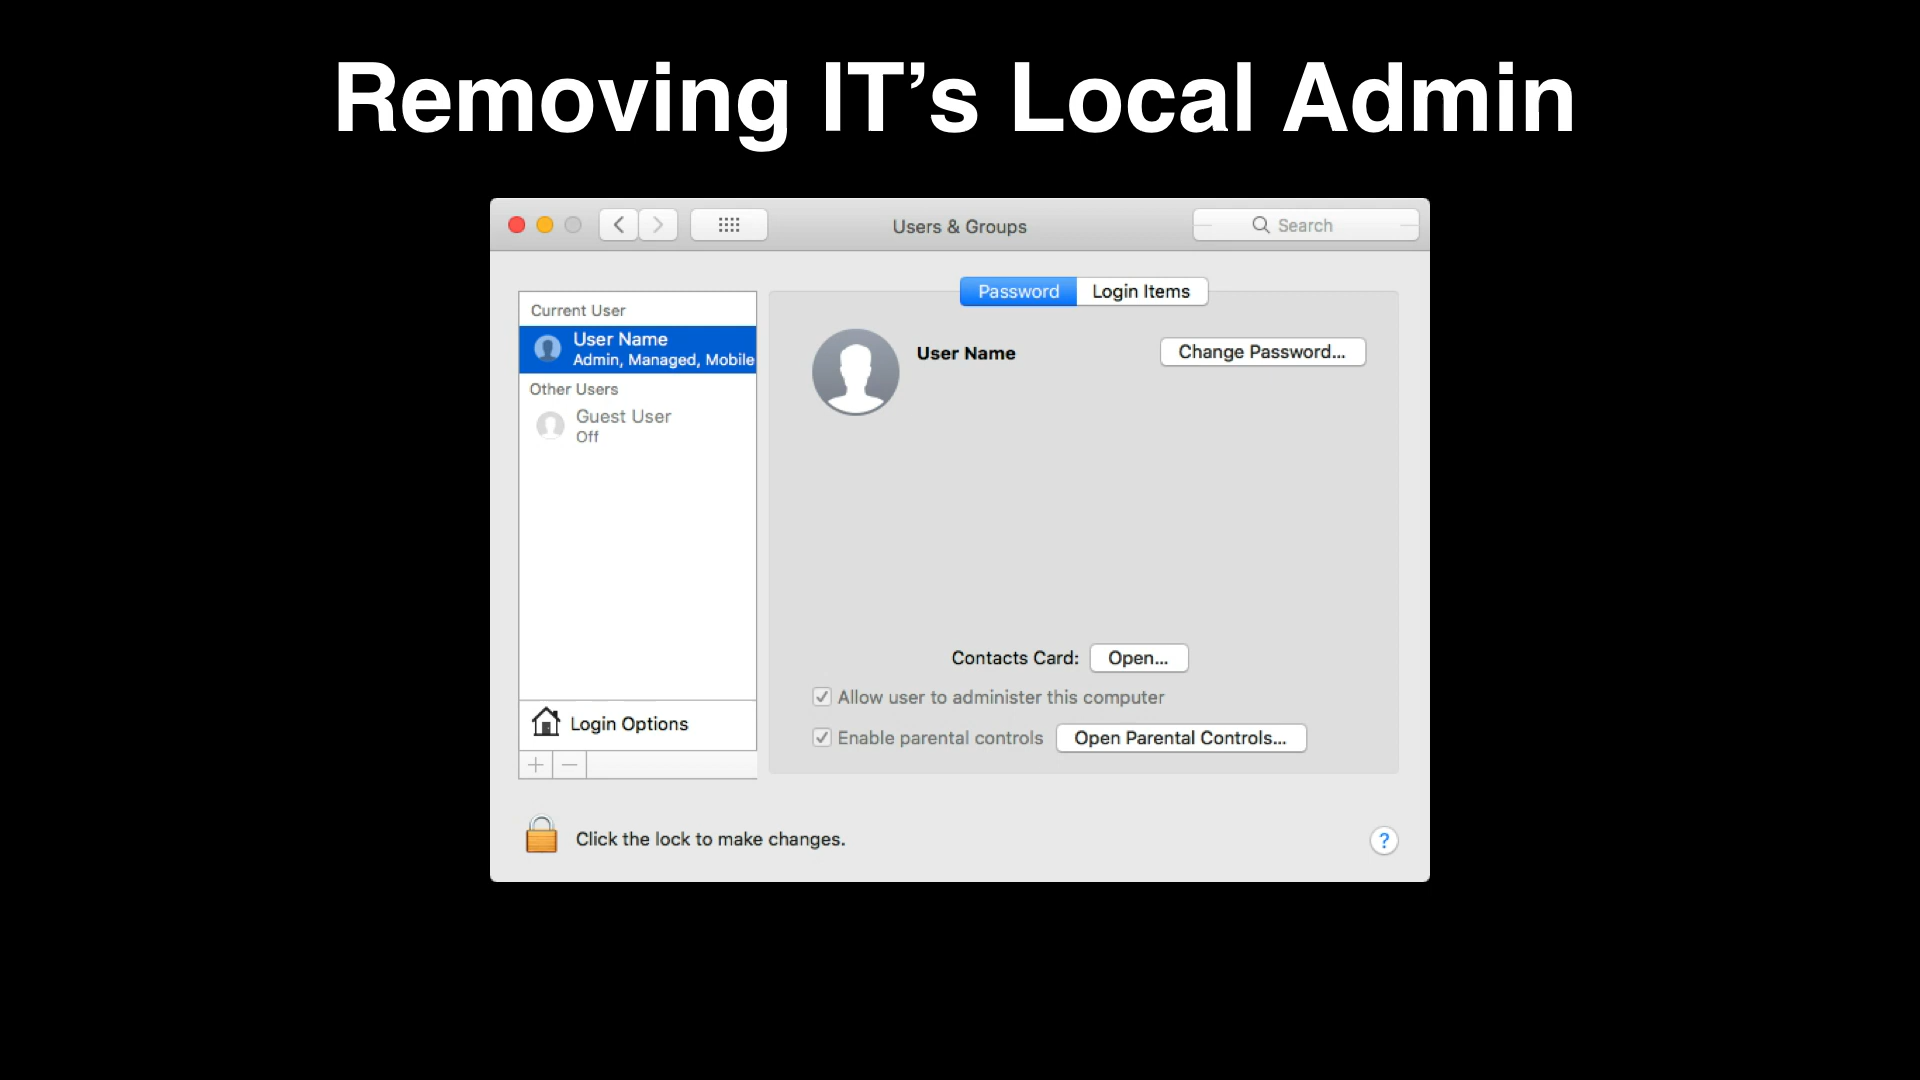 Removing IT’s Local Admin
Users & Groups
Search
Password
Login Items
Current User
User Name
Admin, Managed, Mobile
Other Users
Guest User
Off
User Name
Change Password...
Contacts Card:
Open...
Allow user to administer this computer
Enable parental controls
Open Parental Controls...
Login Options
+
−
Click the lock to make changes.
?